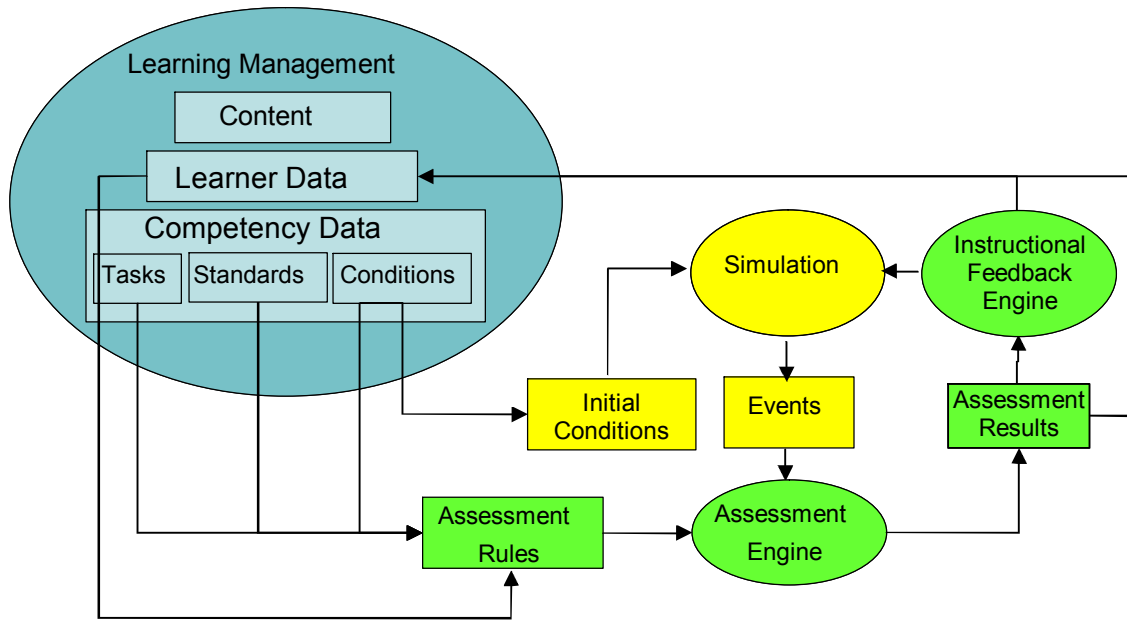 Learning Management
Content
Learner Data
Competency Data
Tasks
Standards
Conditions
Simulation
Instructional
Feedback
Engine
Initial
Conditions
Events
Assessment
Results
Assessment
Rules
Assessment
Engine